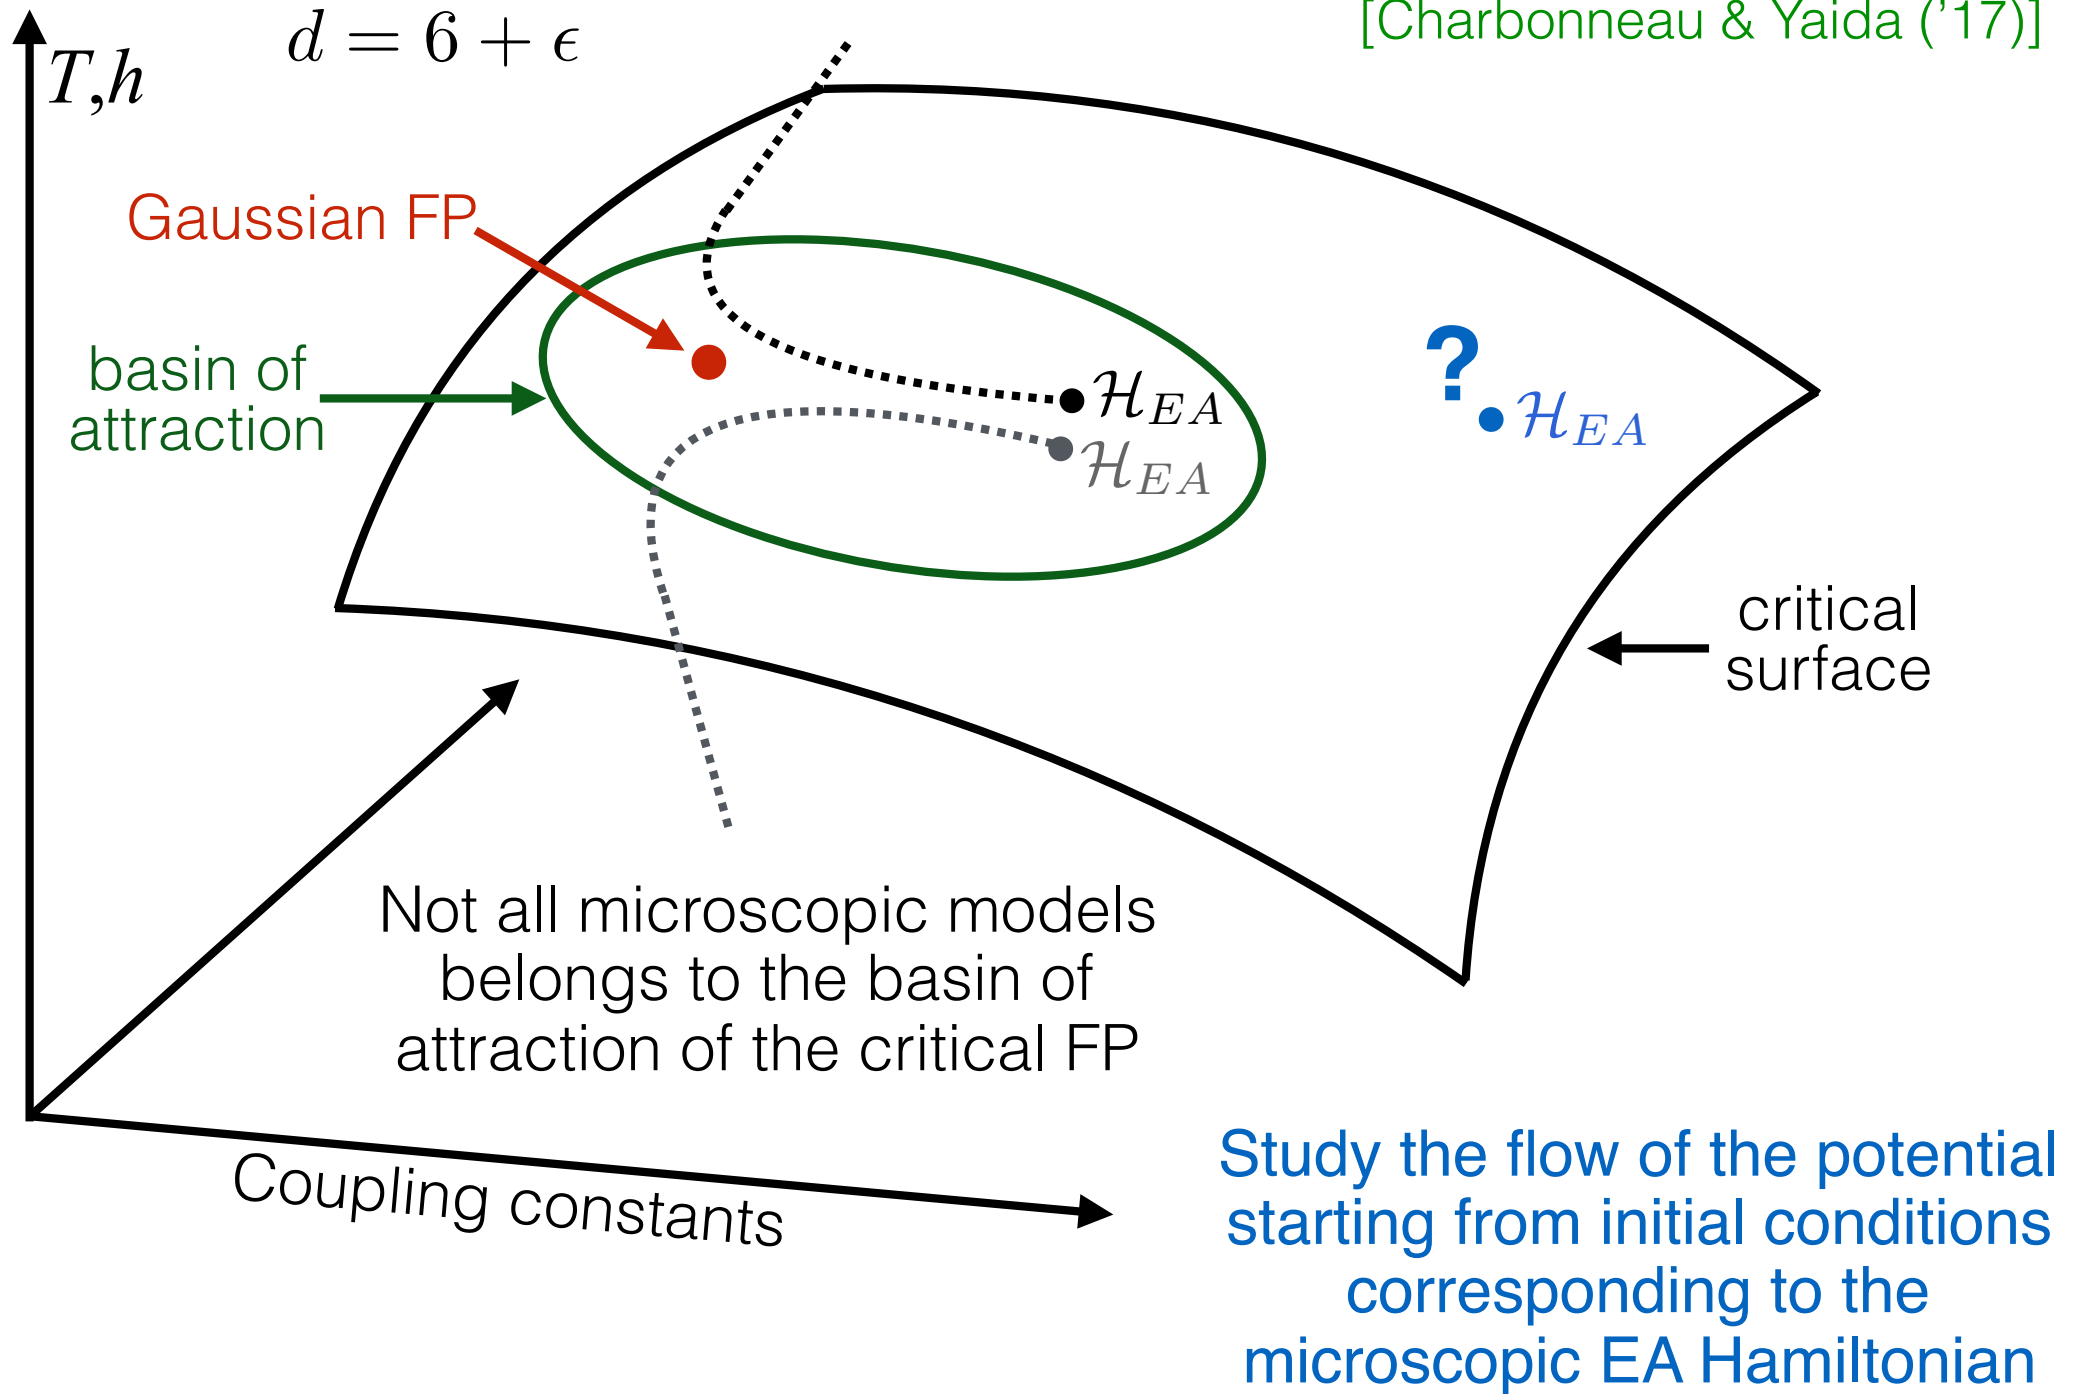 [Charbonneau & Yaida ('17)]
d = 6 + ϵ
T,h
Gaussian FP
basin of
attraction
?
ℋ_EA
ℋ_EA
ℋ_EA
critical
surface
Not all microscopic models
belongs to the basin of
attraction of the critical FP
Coupling constants
Study the flow of the potential
starting from initial conditions
corresponding to the
microscopic EA Hamiltonian